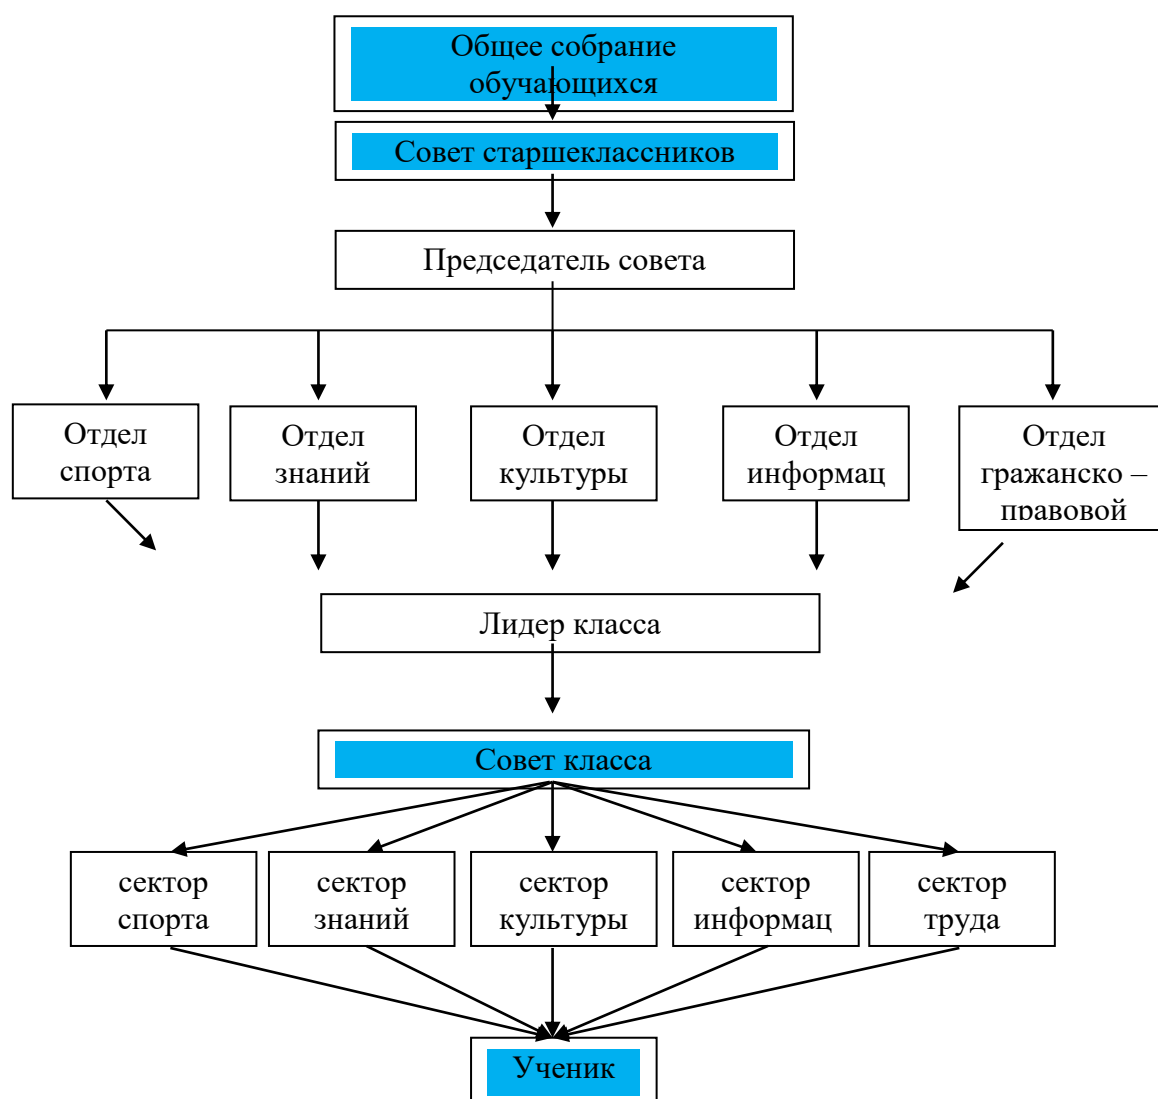 Общее собрание
обучающихся
Совет старшеклассников
Председатель совета
Отдел
спорта
Отдел
знаний
Отдел
культуры
Отдел
информац
Отдел
гражанско –
правовой
Лидер класса
Совет класса
сектор
спорта
сектор
знаний
сектор
культуры
сектор
информац
сектор
труда
Ученик